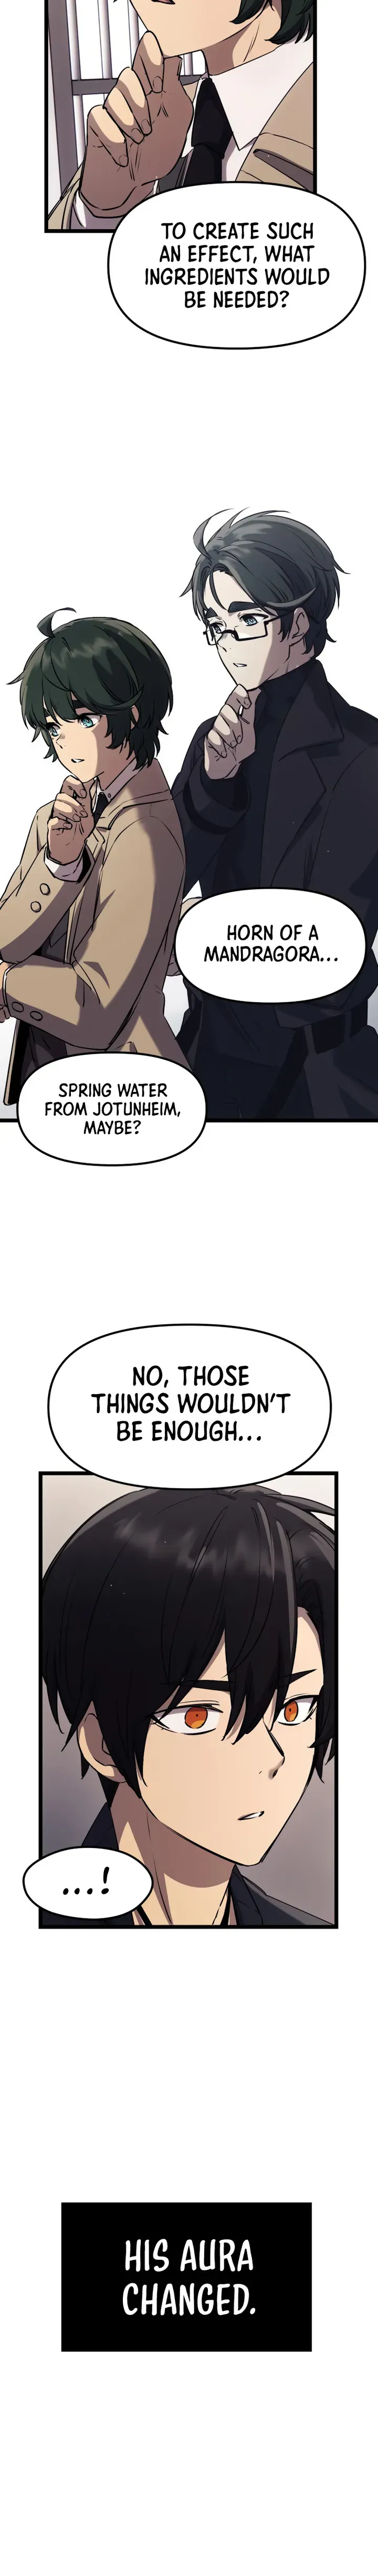 TO CREATE SUCH
AN EFFECT, WHAT
INGREDIENTS WOULD
BE NEEDED?
HORN OF A
MANDRAGORA...
SPRING WATER
FROM JOTUNHEIM,
MAYBE?
NO, THOSE
THINGS WOULDN'T
BE ENOUGH...
...!
HIS AURA
CHANGED.